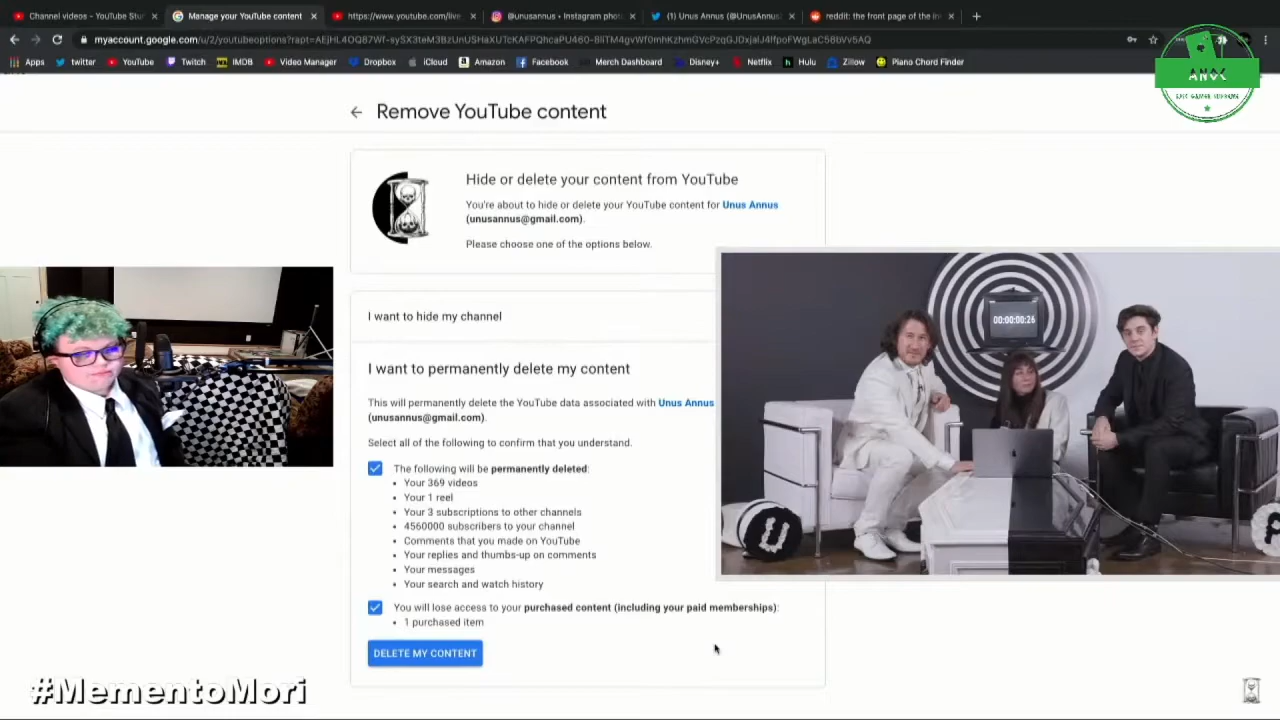 Channel videos - YouTube Stu
Manage your YouTube content
https://www.youtube.com/live
@unusannus • Instagram phot
(1) Unus Annus (@UnusAnnus
reddit: the front page of the in
Apps
twitter
YouTube
Twitch
IMDB
Video Manager
Dropbox
iCloud
Amazon
Facebook
Merch Dashboard
Disney+
Netflix
Hulu
Zillow
Piano Chord Finder
Remove YouTube content
Hide or delete your content from YouTube
You're about to hide or delete your YouTube content for Unus Annus
(unusannus@gmail.com).
Please choose one of the options below.
I want to hide my channel
00:00:00:26
I want to permanently delete my content
This will permanently delete the YouTube data associated with Unus Annus
(unusannus@gmail.com).
Select all of the following to confirm that you understand.
The following will be permanently deleted:
• Your 369 videos
• Your 1 reel
• Your 3 subscriptions to other channels
• 4560000 subscribers to your channel
• Comments that you made on YouTube
• Your replies and thumbs-up on comments
• Your messages
• Your search and watch history
U
You will lose access to your purchased content (including your paid memberships):
• 1 purchased item
DELETE MY CONTENT
#MementoMori